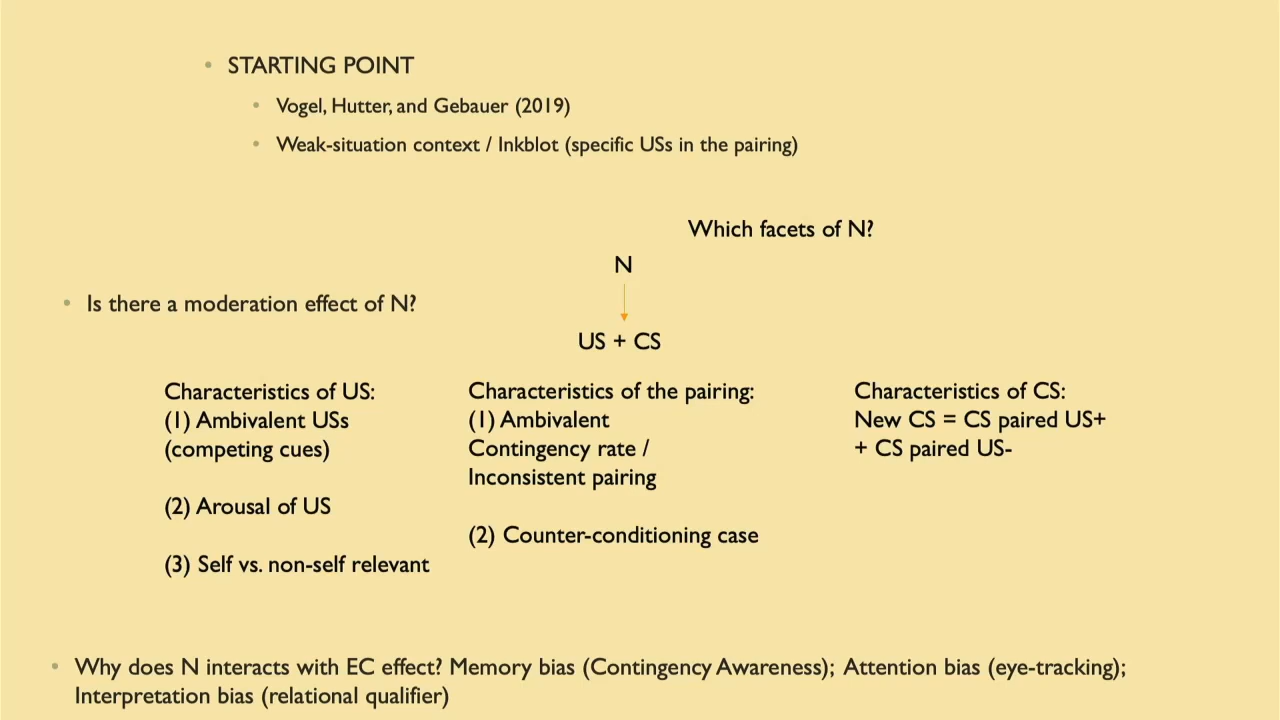 • STARTING POINT
• Vogel, Hutter, and Gebauer (2019)
• Weak-situation context / Inkblot (specific USs in the pairing)
Which facets of N?
N
• Is there a moderation effect of N?
US + CS
Characteristics of US:
(1) Ambivalent USs
(competing cues)
(2) Arousal of US
(3) Self vs. non-self relevant
Characteristics of the pairing:
(1) Ambivalent
Contingency rate /
Inconsistent pairing
(2) Counter-conditioning case
Characteristics of CS:
New CS = CS paired US+
+ CS paired US-
• Why does N interacts with EC effect? Memory bias (Contingency Awareness); Attention bias (eye-tracking);
Interpretation bias (relational qualifier)